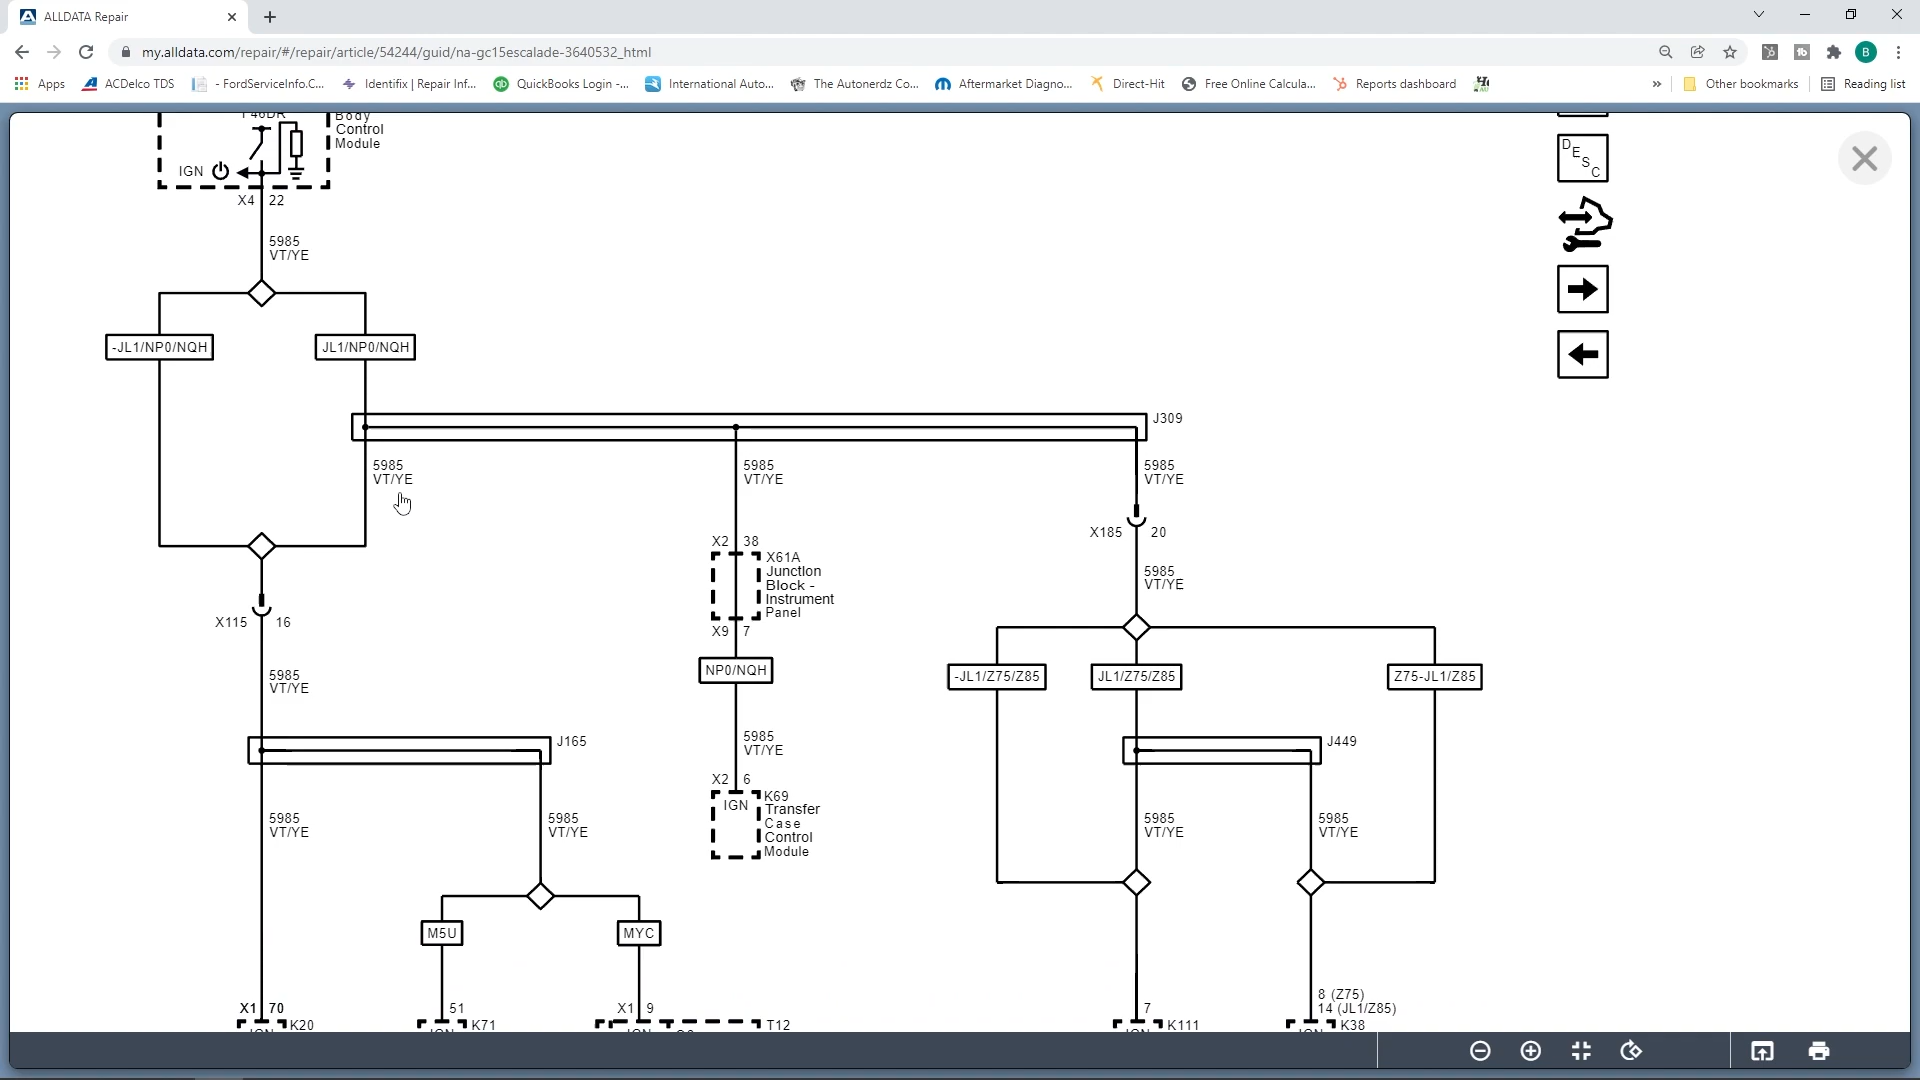 ALLDATA Repair
my.alldata.com/repair/#/repair/article/54244/guid/na-gc15escalade-3640532_html
B
Apps
ACDelco TDS
- FordServiceInfo.C...
Identifix | Repair Inf...
QuickBooks Login -...
International Auto...
The Autonerdz Co...
Aftermarket Diagno...
Direct-Hit
Free Online Calcula...
Reports dashboard
»
Other bookmarks
Reading list
F46DR
Body
Control
Module
IGN
X4 22
DESC
5985
VT/YE
-JL1/NP0/NQH
JL1/NP0/NQH
J309
5985
VT/YE
5985
VT/YE
5985
VT/YE
X185 20
X2 38
X61A
Junction
Block -
Instrument
Panel
X9 7
5985
VT/YE
X115 16
NP0/NQH
-JL1/Z75/Z85
JL1/Z75/Z85
Z75-JL1/Z85
5985
VT/YE
J165
5985
VT/YE
J449
X2 6
IGN
K69
Transfer
Case
Control
Module
5985
VT/YE
5985
VT/YE
5985
VT/YE
5985
VT/YE
M5U
MYC
X1 70
IGN
K20
51
IGN
K71
X1 9
IGN
T12
7
IGN
K111
8 (Z75)
14 (JL1/Z85)
IGN
K38